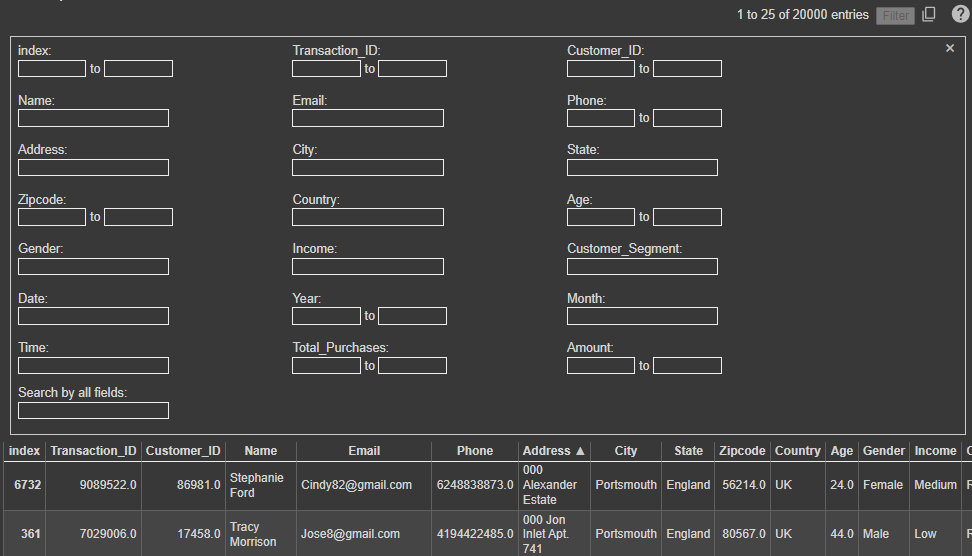 1 to 25 of 20000 entries Filter ?
index: Transaction_ID: Customer_ID: ×
to to to
Name: Email: Phone:
to
Address: City: State:
Zipcode: Country: Age:
to to
Gender: Income: Customer_Segment:
Date: Year: Month:
to
Time: Total_Purchases: Amount:
to to
Search by all fields:
index Transaction_ID Customer_ID Name Email Phone Address ▲ City State Zipcode Country Age Gender Income
6732 9089522.0 86981.0 Stephanie Ford Cindy82@gmail.com 6248838873.0 000 Alexander Estate Portsmouth England 56214.0 UK 24.0 Female Medium
361 7029006.0 17458.0 Tracy Morrison Jose8@gmail.com 4194422485.0 000 Jon Inlet Apt. 741 Portsmouth England 80567.0 UK 44.0 Male Low